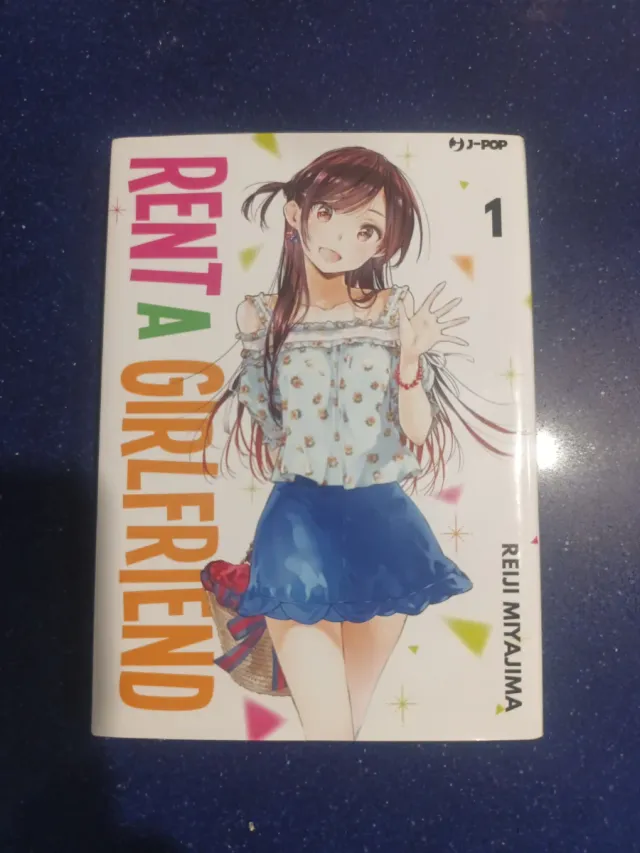 J-POP
1
RENT A GIRLFRIEND
REIJI MIYAJIMA